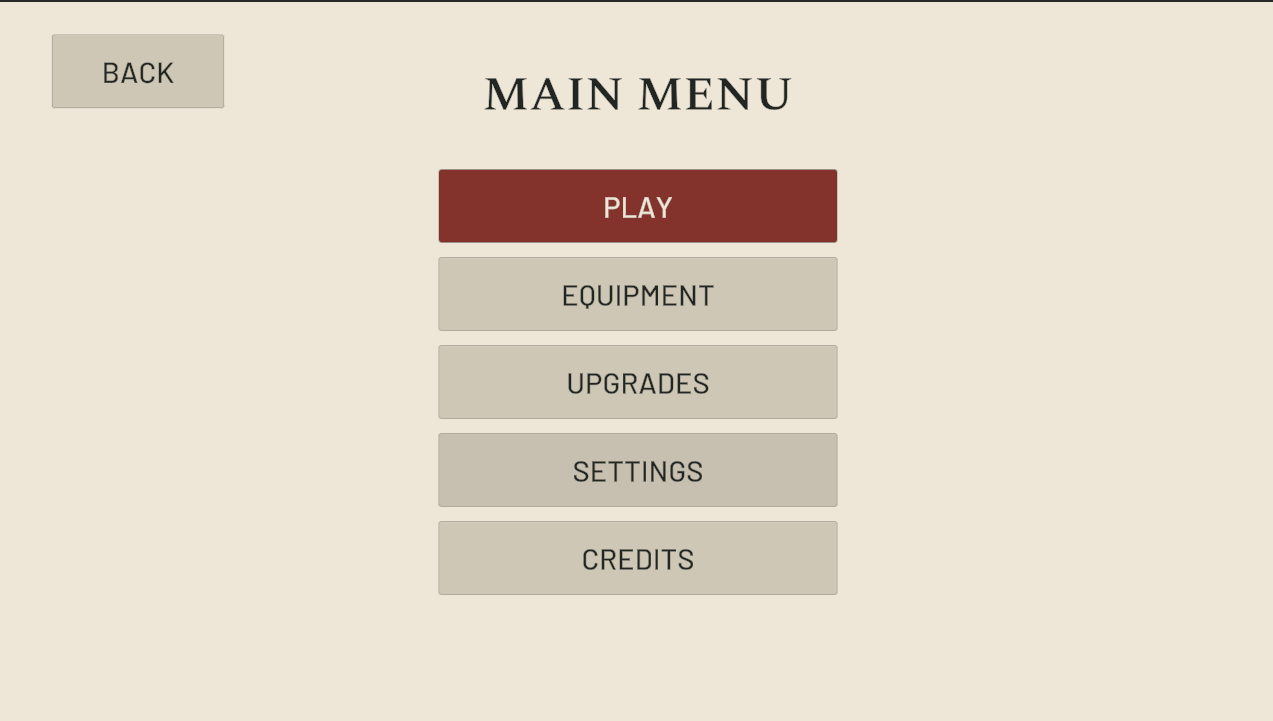 BACK
MAIN MENU
PLAY
EQUIPMENT
UPGRADES
SETTINGS
CREDITS